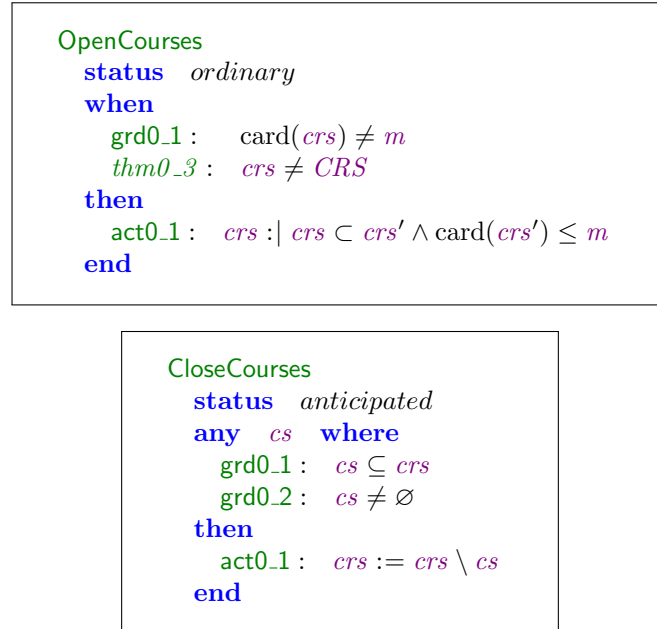 OpenCourses
status ordinary
when
grd0_1 : card(crs) ≠ m
thm0_3 : crs ≠ CRS
then
act0_1 : crs :| crs ⊂ crs′ ∧ card(crs′) ≤ m
end
CloseCourses
status anticipated
any cs where
grd0_1 : cs ⊆ crs
grd0_2 : cs ≠ ∅
then
act0_1 : crs := crs \ cs
end